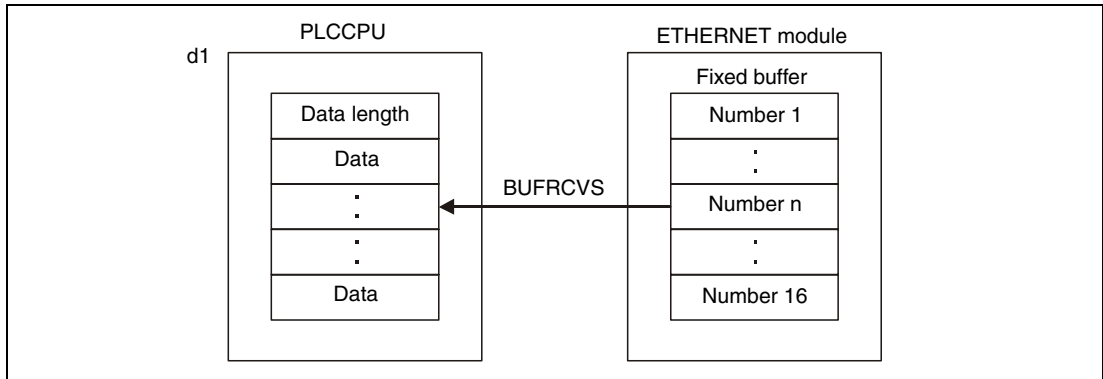 PLCCPU
d1
Data length
Data
:
:
Data
BUFRCVS
ETHERNET module
Fixed buffer
Number 1
:
Number n
:
Number 16